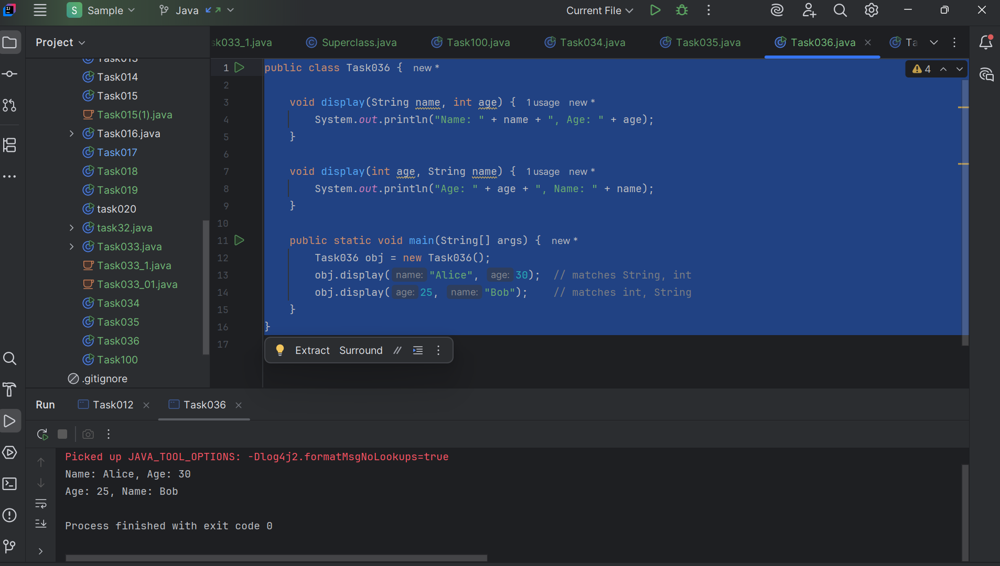 S Sample Java Current File
Project
sk033_1.java Superclass.java Task100.java Task034.java Task035.java Task036.java Ta
Task013
Task014
Task015
Task015(1).java
Task016.java
Task017
Task018
Task019
task020
task32.java
Task033.java
Task033_1.java
Task033_01.java
Task034
Task035
Task036
Task100
.gitignore
4
1 public class Task036 { new *
2
3 void display(String name, int age) { 1 usage new *
4 System.out.println("Name: " + name + ", Age: " + age);
5 }
6
7 void display(int age, String name) { 1 usage new *
8 System.out.println("Age: " + age + ", Name: " + name);
9 }
10
11 public static void main(String[] args) { new *
12 Task036 obj = new Task036();
13 obj.display( name: "Alice", age: 30); // matches String, int
14 obj.display( age: 25, name: "Bob"); // matches int, String
15 }
16 }
17
Extract Surround //
Run Task012 Task036
Picked up JAVA_TOOL_OPTIONS: -Dlog4j2.formatMsgNoLookups=true
Name: Alice, Age: 30
Age: 25, Name: Bob
Process finished with exit code 0